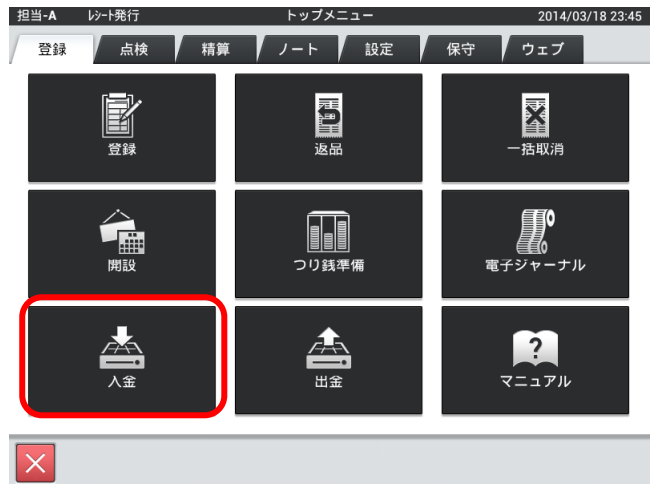 担当-A ﾚｼｰﾄ発行 トップメニュー 2014/03/18 23:45
登録 点検 精算 ノート 設定 保守 ウェブ
登録 返品 一括取消
開設 つり銭準備 電子ジャーナル
入金 出金 ?
マニュアル